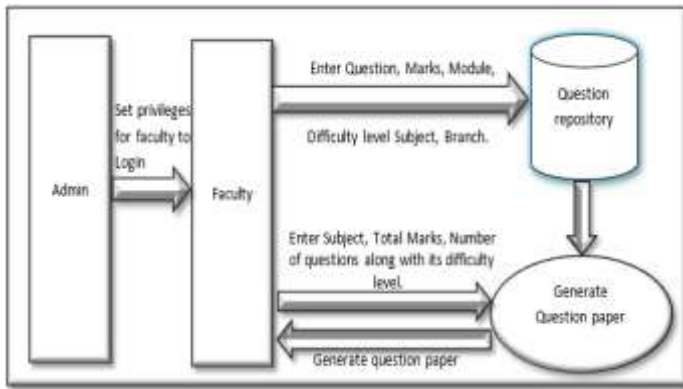 Admin
Set privileges
for faculty to
Login
Faculty
Enter Question, Marks, Module,
Difficulty level Subject, Branch.
Question
repository
Enter Subject, Total Marks, Number
of questions along with its difficulty
level.
Generate question paper
Generate
Question paper